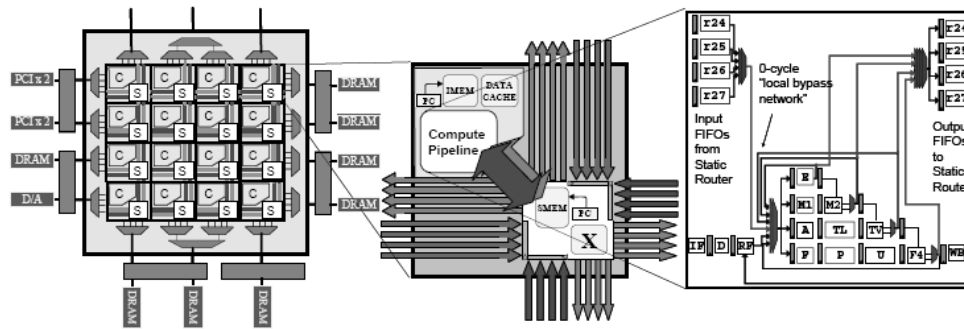 PCI x 2
PCI x 2
DRAM
D/A
C C C C
S S S S
C C C C
S S S S
C C C C
S S S S
C C C C
S S S S
DRAM
DRAM
DRAM
DRAM
DRAM
DRAM
DRAM
IMEM
DATA
CACHE
PC
Compute
Pipeline
SMEM
PC
X
r24
r25
r26
r27
Input
FIFOs
from
Static
Router
0-cycle
"local bypass
network"
r24
r25
r26
r27
Output
FIFOs
to
Static
Route
E
M1 M2
A TL TV
IF D RF
F P U F4 WB